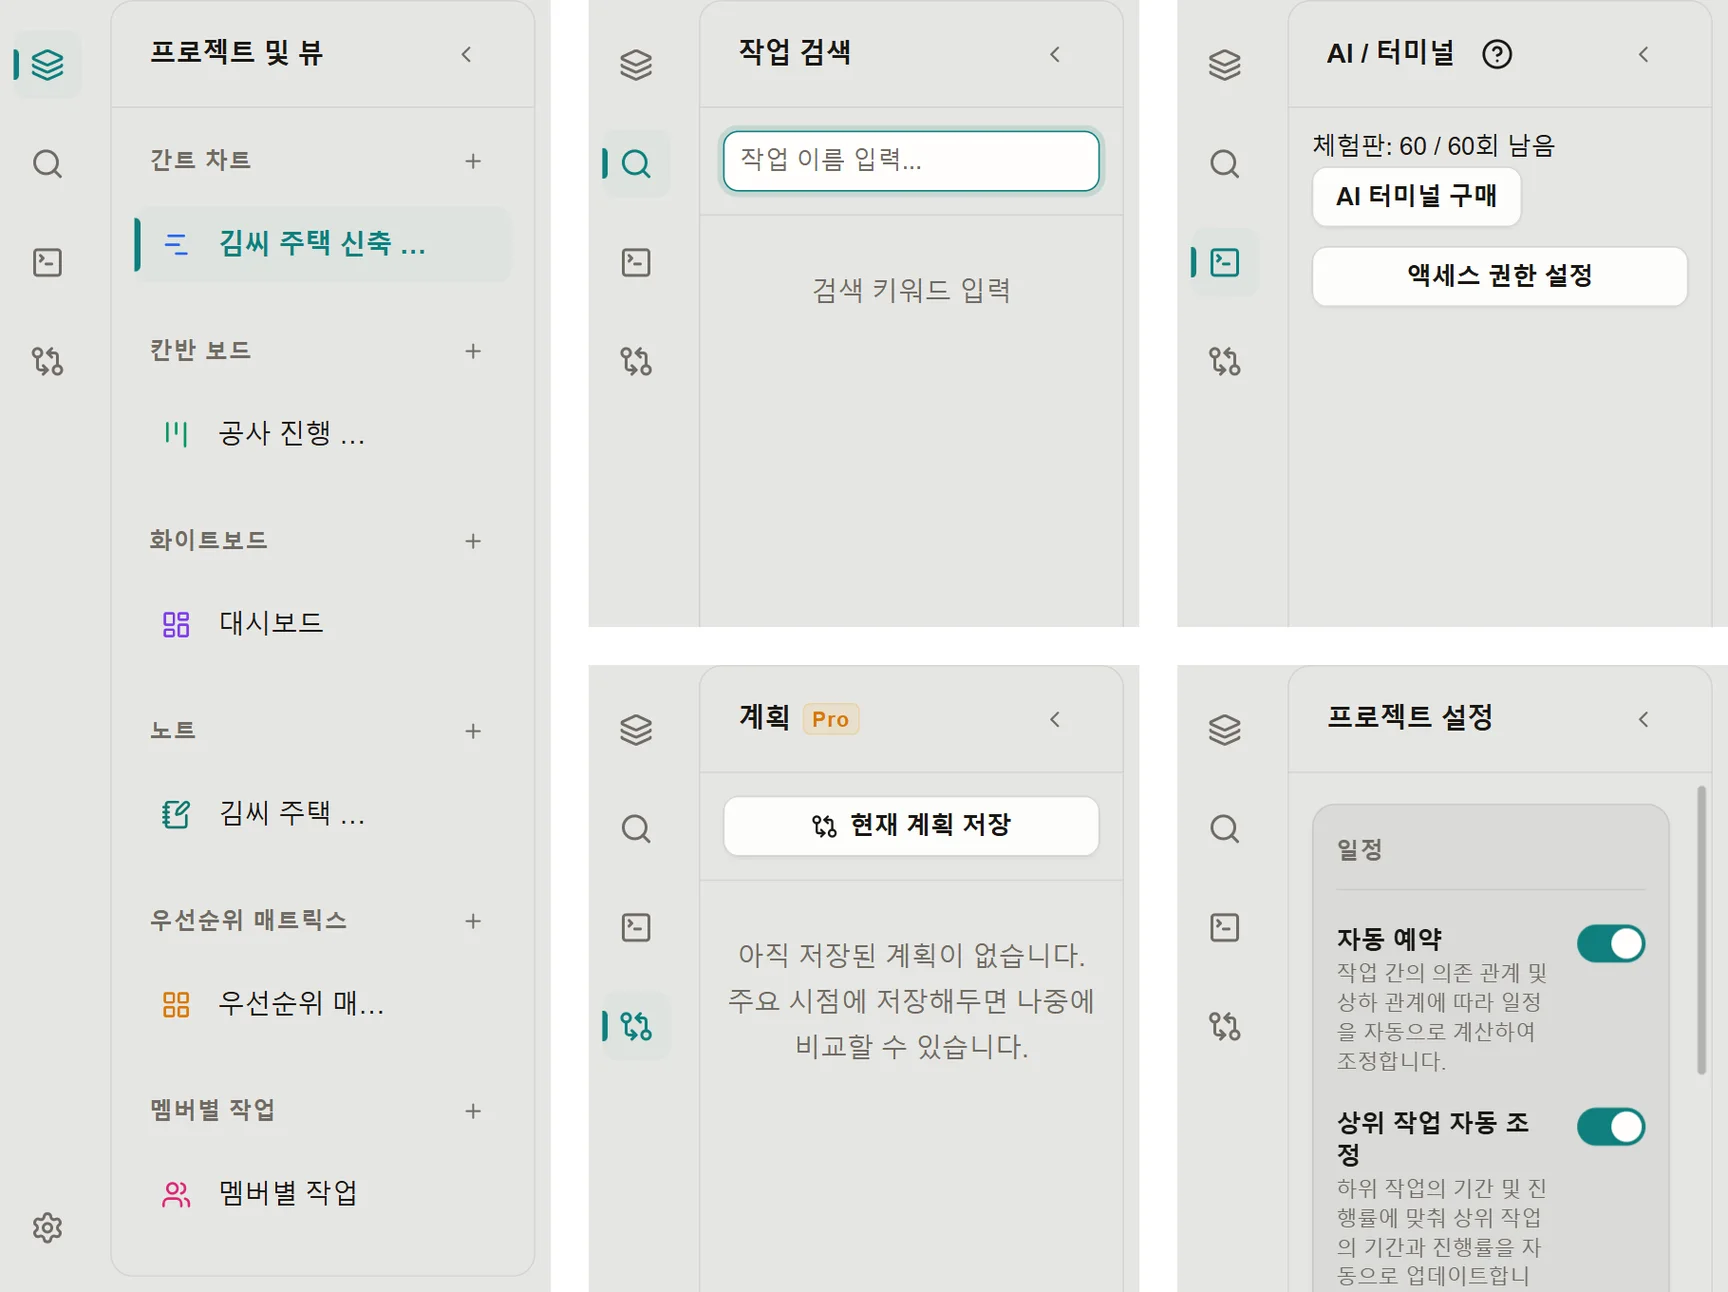 프로젝트 및 뷰
간트 차트
김씨 주택 신축 ...
칸반 보드
공사 진행 ...
화이트보드
대시보드
노트
김씨 주택 ...
우선순위 매트릭스
우선순위 매...
멤버별 작업
멤버별 작업
작업 검색
작업 이름 입력...
검색 키워드 입력
AI / 터미널
체험판: 60 / 60회 남음
AI 터미널 구매
액세스 권한 설정
계획 Pro
현재 계획 저장
아직 저장된 계획이 없습니다.
주요 시점에 저장해두면 나중에
비교할 수 있습니다.
프로젝트 설정
일정
자동 예약
작업 간의 의존 관계 및
상하 관계에 따라 일정
을 자동으로 계산하여
조정합니다.
상위 작업 자동 조
정
하위 작업의 기간 및 진
행률에 맞춰 상위 작업
의 기간과 진행률을 자
동으로 업데이트합니